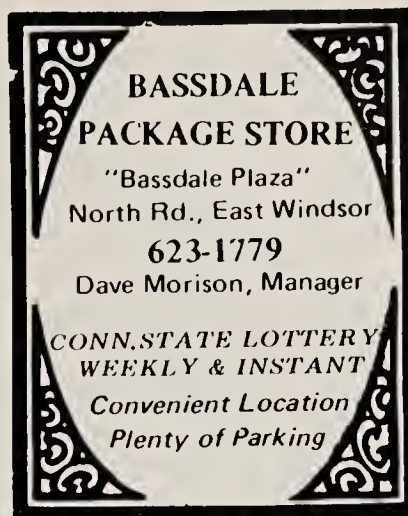 BASSDALE
PACKAGE STORE
"Bassdale Plaza"
North Rd., East Windsor
623-1779
Dave Morison, Manager
CONN. STATE LOTTERY
WEEKLY & INSTANT
Convenient Location
Plenty of Parking